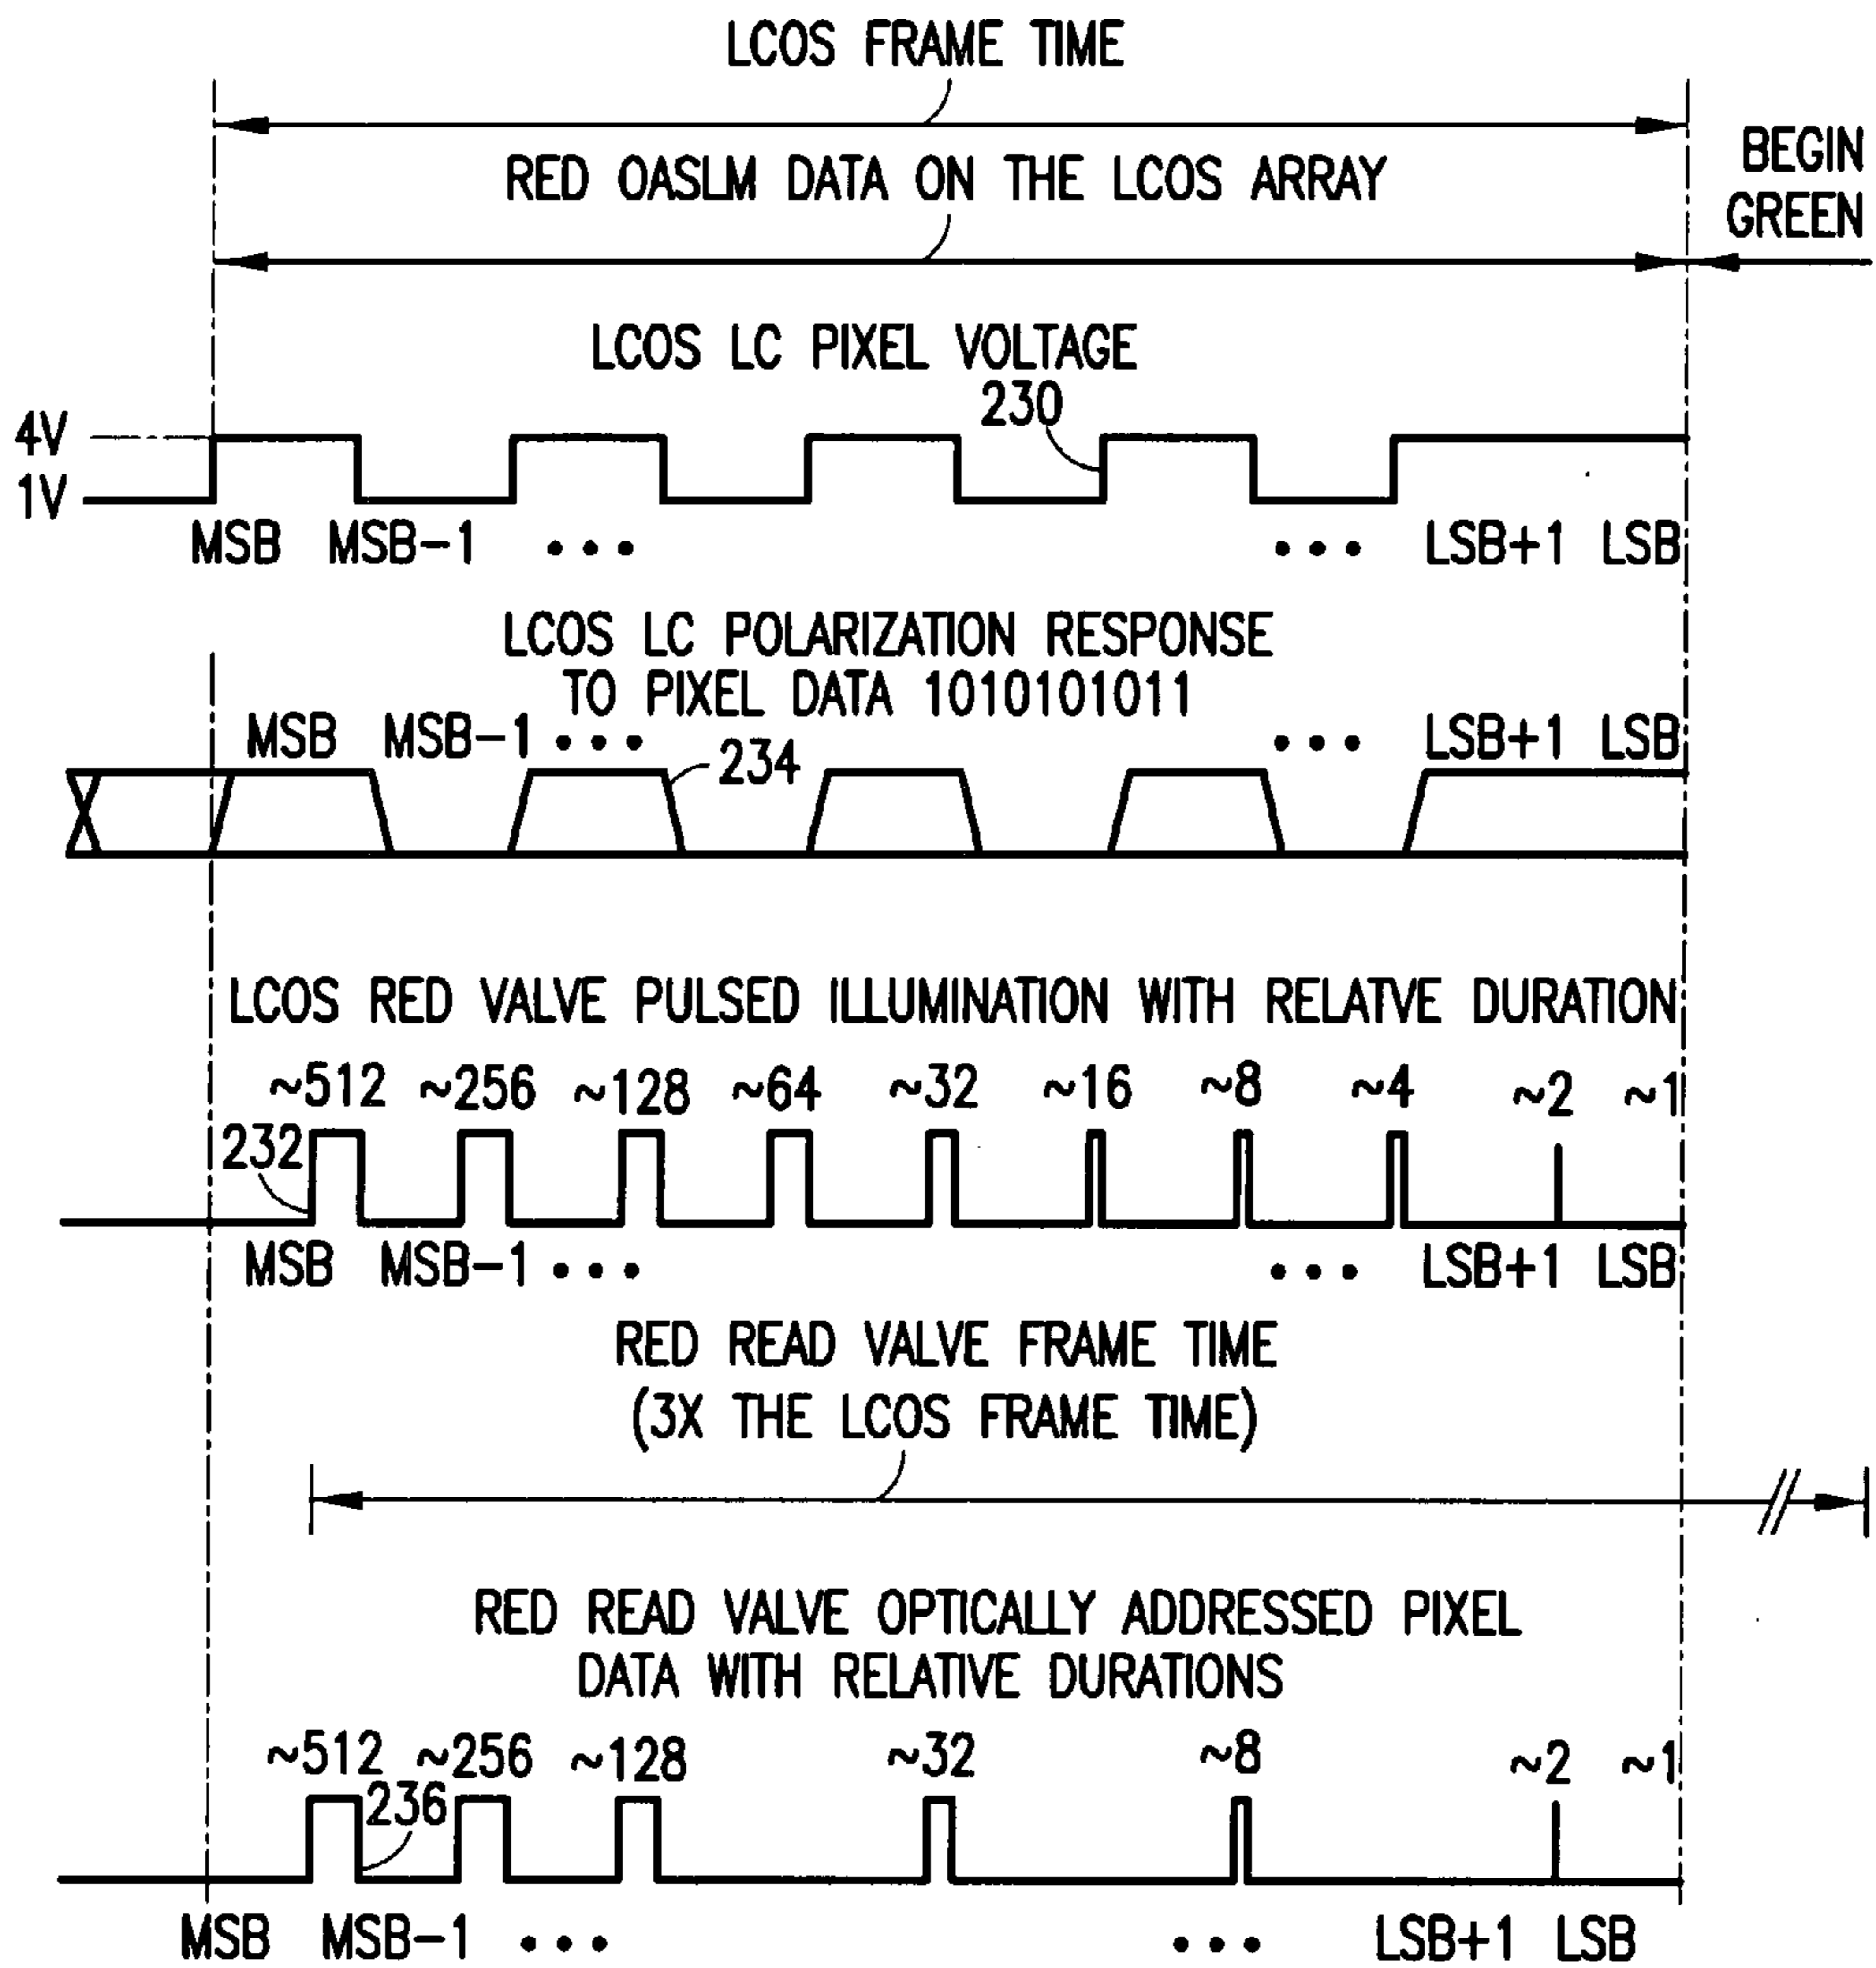 LCOS FRAME TIME
RED OASLM DATA ON THE LCOS ARRAY
BEGIN
GREEN
LCOS LC PIXEL VOLTAGE
230
4V
1V
MSB MSB-1 ••• ••• LSB+1 LSB
LCOS LC POLARIZATION RESPONSE
TO PIXEL DATA 1010101011
MSB MSB-1 ••• ••• LSB+1 LSB
234
LCOS RED VALVE PULSED ILLUMINATION WITH RELATVE DURATION
~512 ~256 ~128 ~64 ~32 ~16 ~8 ~4 ~2 ~1
232
MSB MSB-1 ••• ••• LSB+1 LSB
RED READ VALVE FRAME TIME
(3X THE LCOS FRAME TIME)
RED READ VALVE OPTICALLY ADDRESSED PIXEL
DATA WITH RELATIVE DURATIONS
~512 ~256 ~128 ~32 ~8 ~2 ~1
236
MSB MSB-1 ••• ••• LSB+1 LSB